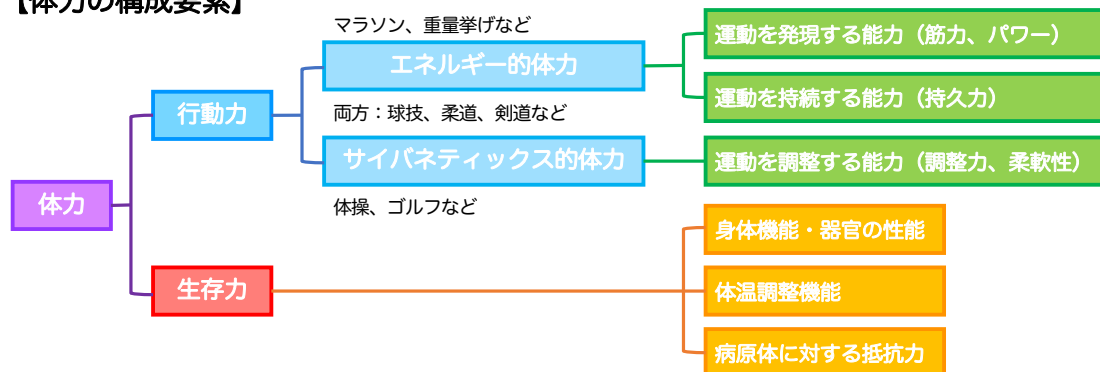 【体力の構成要素】
マラソン、重量挙げなど
運動を発現する能力（筋力、パワー）
エネルギー的体力
運動を持続する能力（持久力）
行動力
両方：球技、柔道、剣道など
サイバネティックス的体力
運動を調整する能力（調整力、柔軟性）
体力
体操、ゴルフなど
身体機能・器官の性能
生存力
体温調整機能
病原体に対する抵抗力